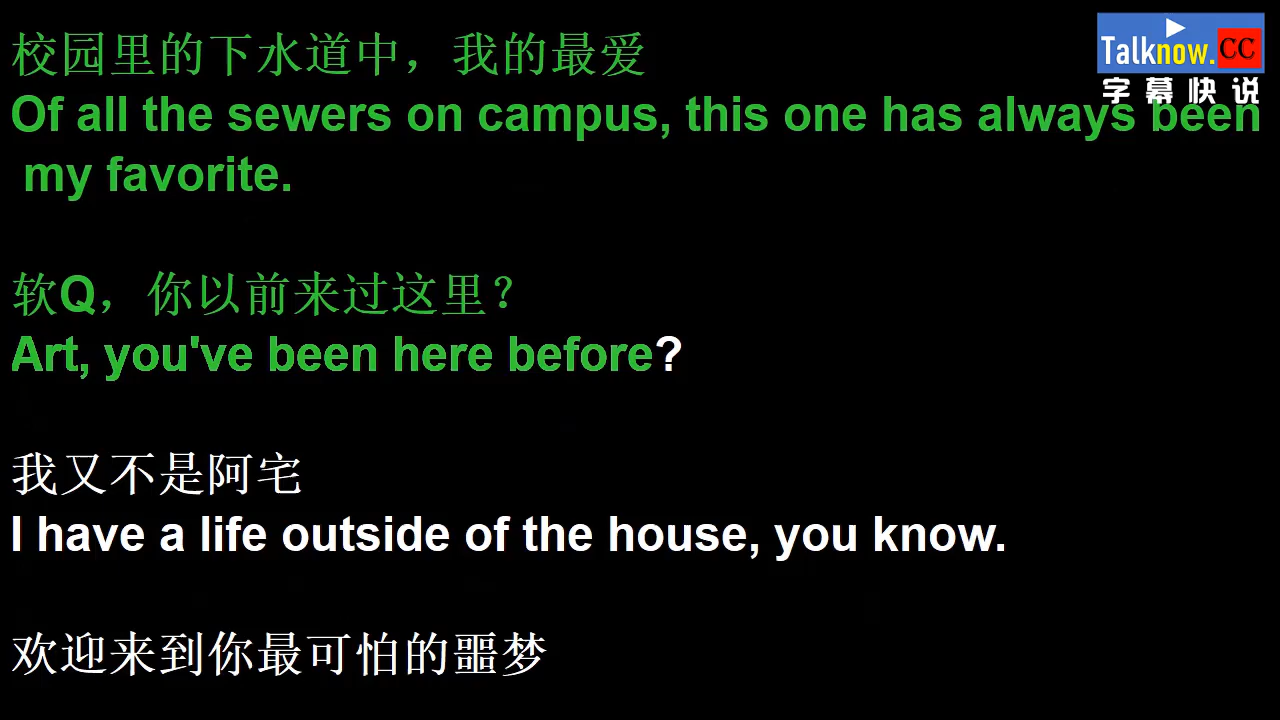 校园里的下水道中，我的最爱
Talknow.CC
字幕快说
Of all the sewers on campus, this one has always been
my favorite.
软Q，你以前来过这里？
Art, you've been here before?
我又不是阿宅
I have a life outside of the house, you know.
欢迎来到你最可怕的噩梦